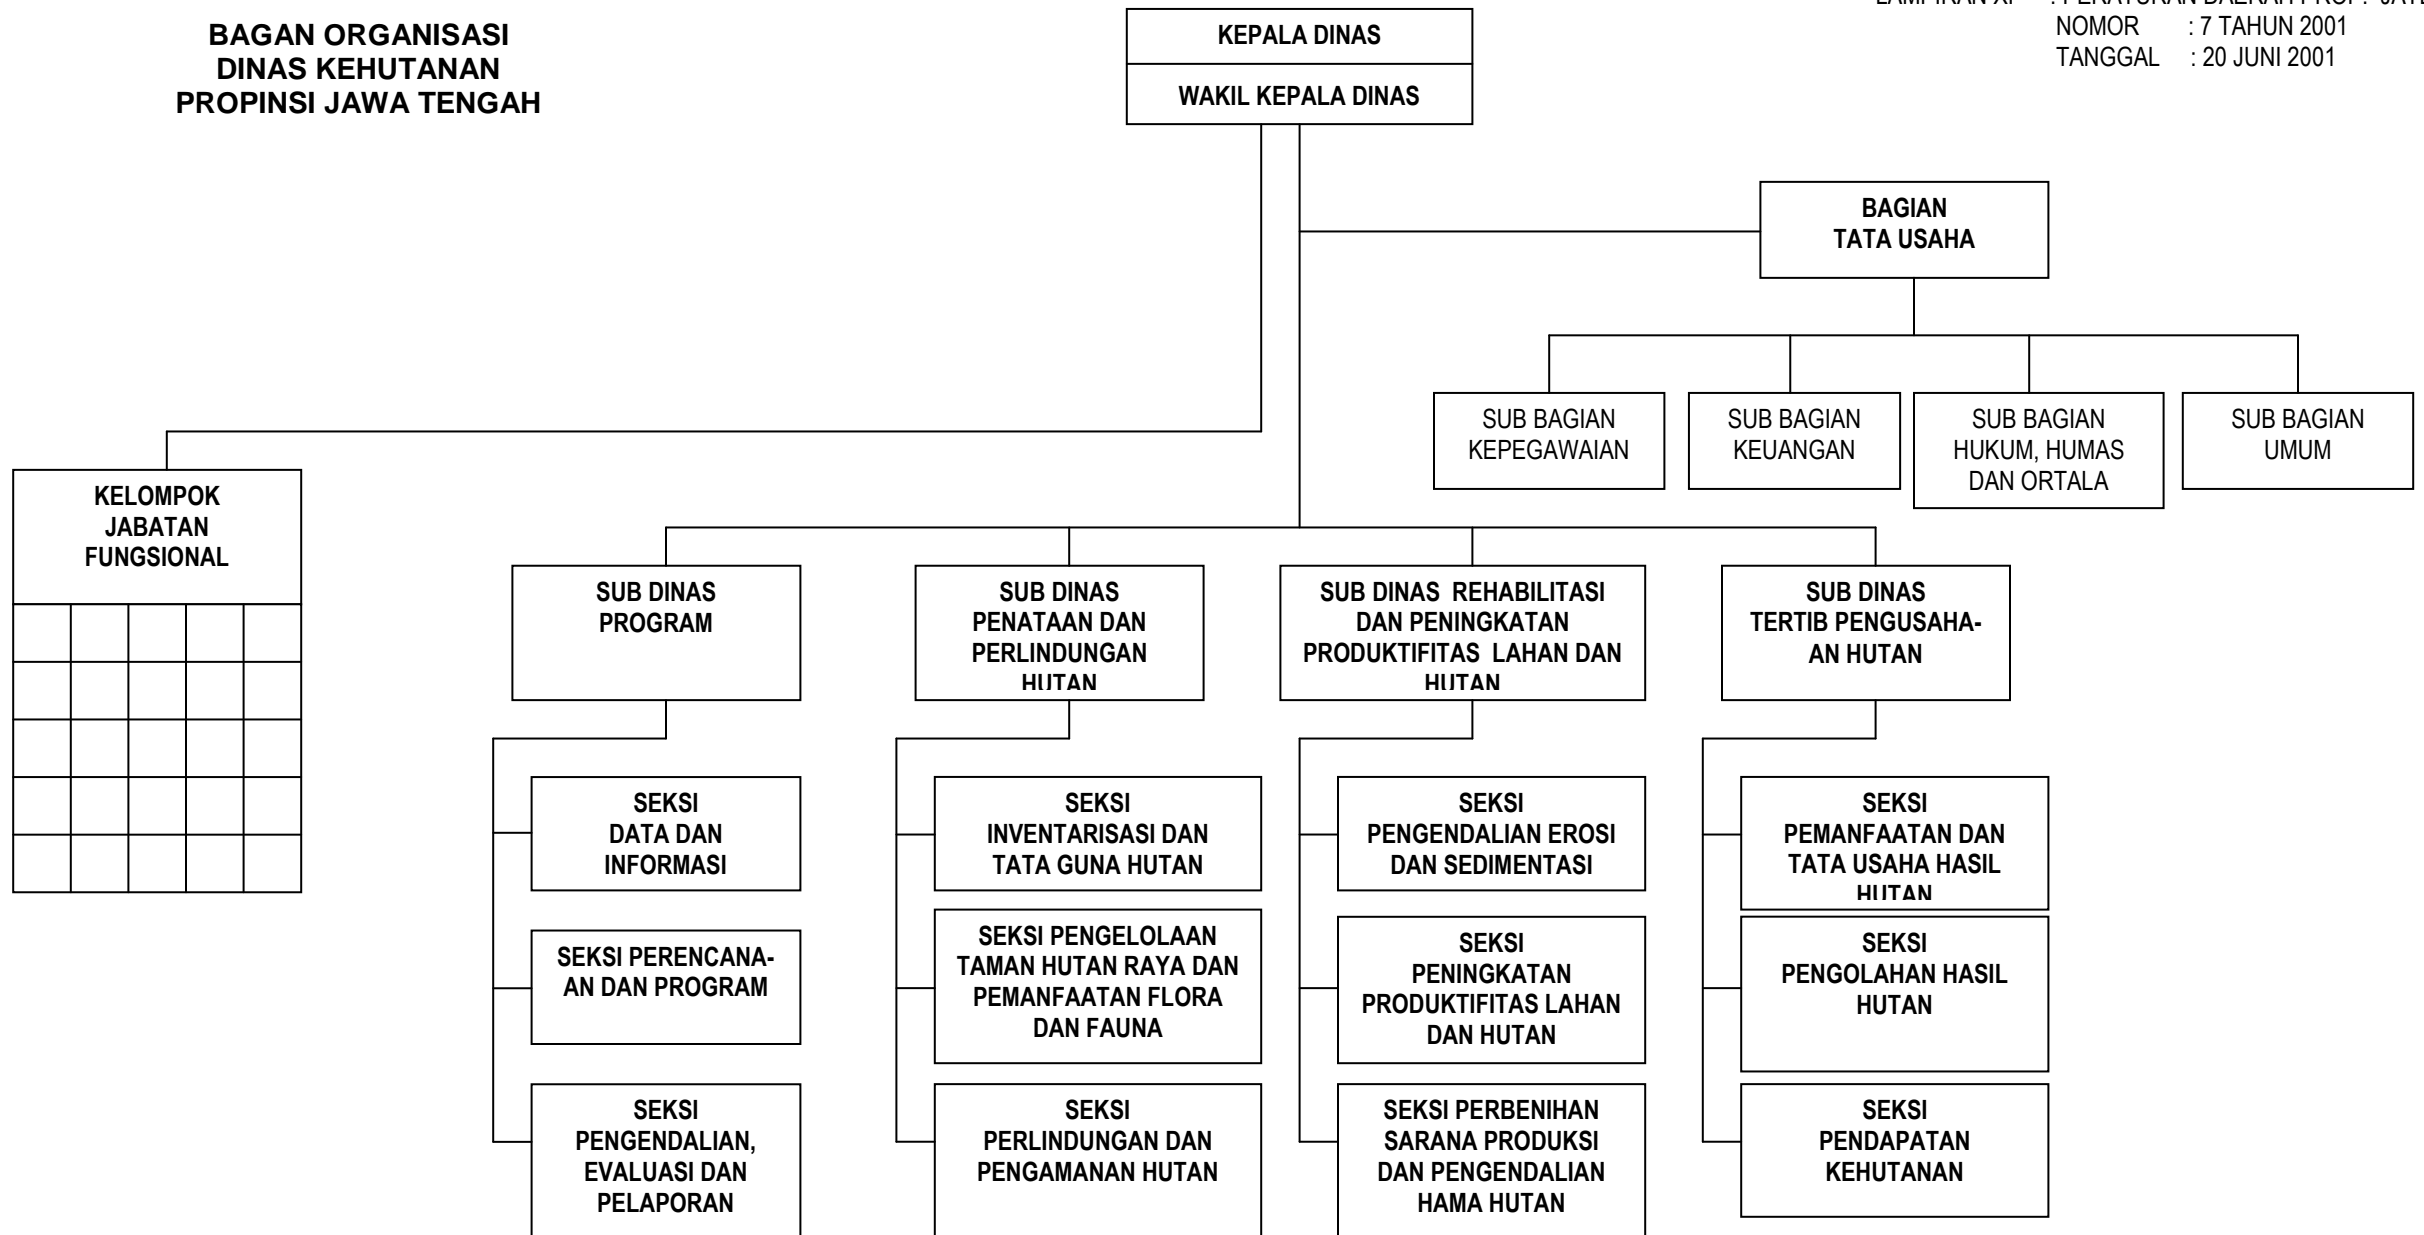 BAGAN ORGANISASI
DINAS KEHUTANAN
PROPINSI JAWA TENGAH
LAMPIRAN XI : PERATURAN DAERAH PROP.
NOMOR : 7 TAHUN 2001
TANGGAL : 20 JUNI 2001
KEPALA DINAS
WAKIL KEPALA DINAS
BAGIAN
TATA USAHA
SUB BAGIAN
KEPEGAWAIAN
SUB BAGIAN
KEUANGAN
SUB BAGIAN
HUKUM, HUMAS
DAN ORTALA
SUB BAGIAN
UMUM
KELOMPOK
JABATAN
FUNGSIONAL
SUB DINAS
PROGRAM
SUB DINAS
PENATAAN DAN
PERLINDUNGAN
HUTAN
SUB DINAS REHABILITASI
DAN PENINGKATAN
PRODUKTIFITAS LAHAN DAN
HUTAN
SUB DINAS
TERTIB PENGUSAHA-
AN HUTAN
SEKSI
DATA DAN
INFORMASI
SEKSI PERENCANA-
AN DAN PROGRAM
SEKSI
PENGENDALIAN,
EVALUASI DAN
PELAPORAN
SEKSI
INVENTARISASI DAN
TATA GUNA HUTAN
SEKSI PENGELOLAAN
TAMAN HUTAN RAYA DAN
PEMANFAATAN FLORA
DAN FAUNA
SEKSI
PERLINDUNGAN DAN
PENGAMANAN HUTAN
SEKSI
PENGENDALIAN EROSI
DAN SEDIMENTASI
SEKSI
PENINGKATAN
PRODUKTIFITAS LAHAN
DAN HUTAN
SEKSI PERBENIHAN
SARANA PRODUKSI
DAN PENGENDALIAN
HAMA HUTAN
SEKSI
PEMANFAATAN DAN
TATA USAHA HASIL
HUTAN
SEKSI
PENGOLAHAN HASIL
HUTAN
SEKSI
PENDAPATAN
KEHUTANAN